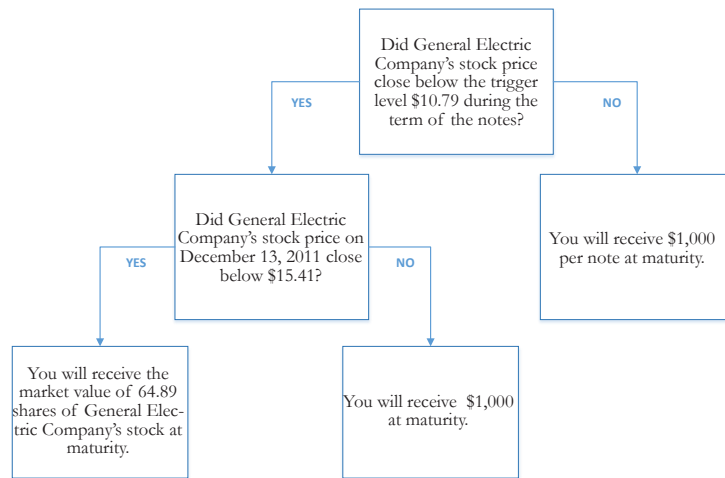 Did General Electric
Company's stock price
close below the trigger
level $10.79 during the
term of the notes?
YES
NO
Did General Electric
Company's stock price on
December 13, 2011 close
below $15.41?
You will receive $1,000
per note at maturity.
YES
NO
You will receive the
market value of 64.89
shares of General Elec-
tric Company's stock at
maturity.
You will receive $1,000
at maturity.